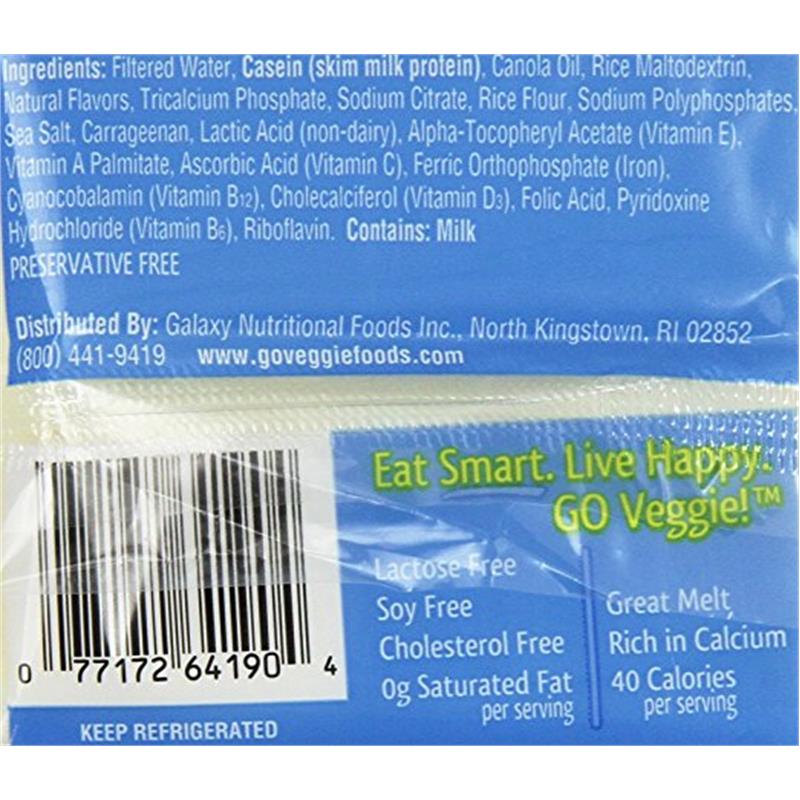 Ingredients: Filtered Water, Casein (skim milk protein), Canola Oil, Rice Maltodextrin,
Natural Flavors, Tricalcium Phosphate, Sodium Citrate, Rice Flour, Sodium Polyphosphates,
Sea Salt, Carrageenan, Lactic Acid (non-dairy), Alpha-Tocopheryl Acetate (Vitamin E),
Vitamin A Palmitate, Ascorbic Acid (Vitamin C), Ferric Orthophosphate (Iron),
Cyanocobalamin (Vitamin B12), Cholecalciferol (Vitamin D3), Folic Acid, Pyridoxine
Hydrochloride (Vitamin B6), Riboflavin. Contains: Milk
PRESERVATIVE FREE
Distributed By: Galaxy Nutritional Foods Inc., North Kingstown, RI 02852
(800) 441-9419 www.goveggiefoods.com
Eat Smart. Live Happy.
GO Veggie!™
Lactose Free
Soy Free
Cholesterol Free
0g Saturated Fat
per serving
Great Melt
Rich in Calcium
40 Calories
per serving
0 77172 64190 4
KEEP REFRIGERATED